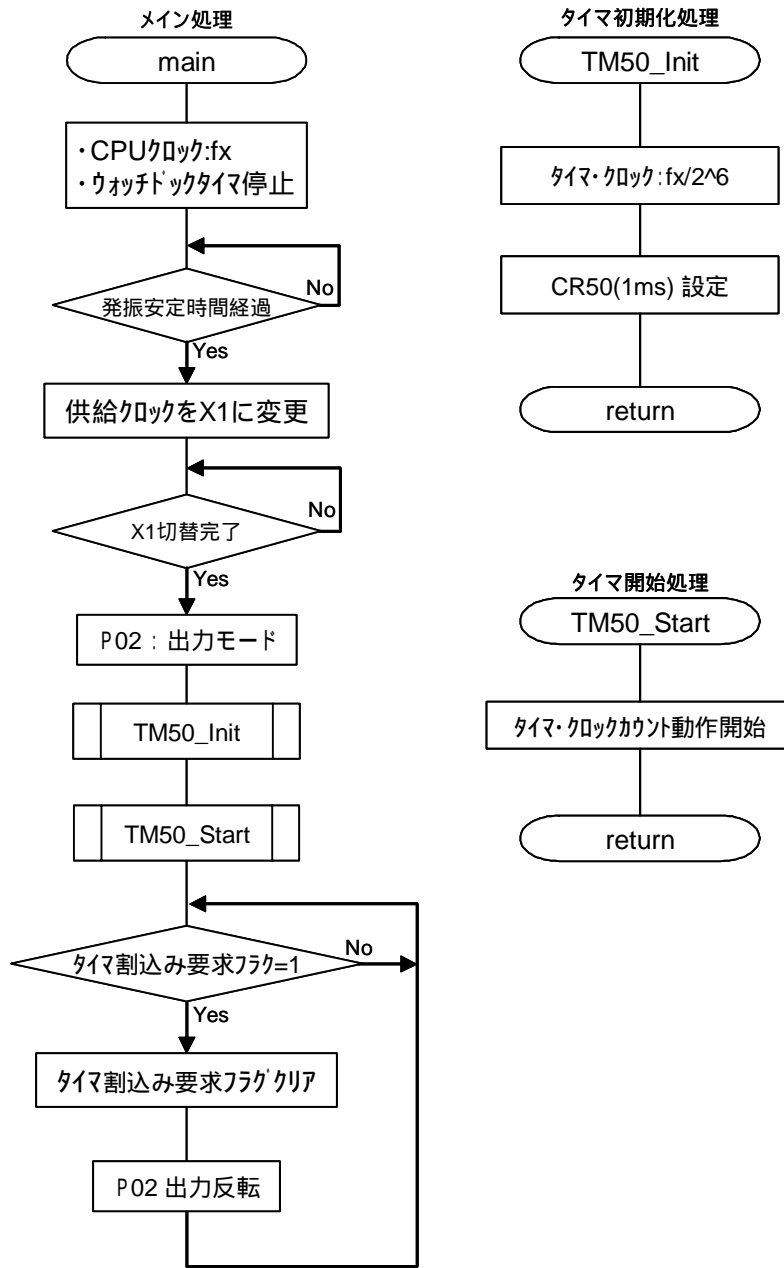 メイン処理
main
・CPUｸﾛｯｸ:fx
・ｳｫｯﾁﾄﾞｯｸﾀｲﾏ停止
No
発振安定時間経過
Yes
供給ｸﾛｯｸをX1に変更
No
X1切替完了
Yes
P02：出力モード
TM50_Init
TM50_Start
No
ﾀｲﾏ割込み要求ﾌﾗｸ=1
Yes
ﾀｲﾏ割込み要求ﾌﾗｸﾞｸﾘｱ
P02 出力反転
タイマ初期化処理
TM50_Init
ﾀｲﾏ・ｸﾛｯｸ:fx/2^6
CR50(1ms) 設定
return
タイマ開始処理
TM50_Start
ﾀｲﾏ・ｸﾛｯｸｶｳﾝﾄ動作開始
return